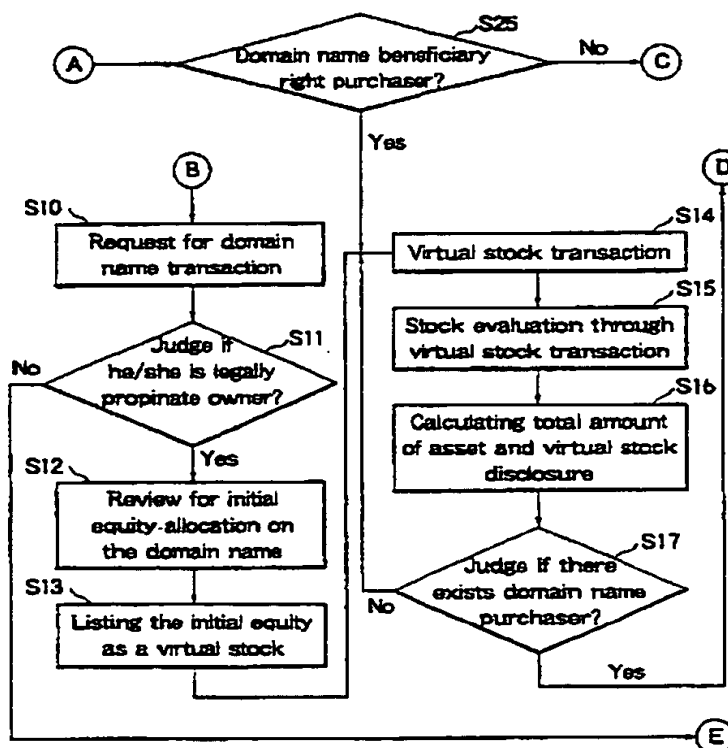 S25
A
Domain name beneficiary
right purchaser?
No
C
Yes
B
D
S10
Request for domain
name transaction
S11
Judge if
he/she is legally
propinate owner?
No
Yes
S12
Review for initial
equity-allocation on
the domain name
S13
Listing the initial equity
as a virtual stock
S14
Virtual stock transaction
S15
Stock evaluation through
virtual stock transaction
S16
Calculating total amount
of asset and virtual stock
disclosure
S17
Judge if there
exists domain name
purchaser?
No
Yes
E